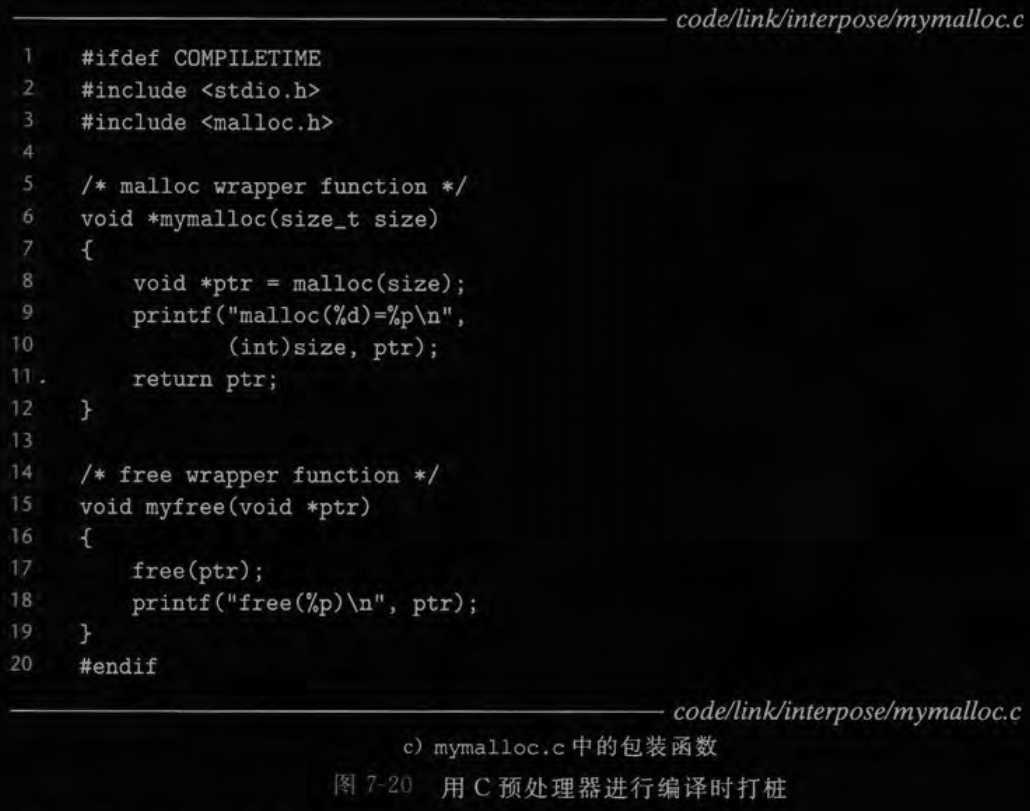 code/link/interpose/mymalloc.c
1 #ifdef COMPILETIME
2 #include <stdio.h>
3 #include <malloc.h>
4
5 /* malloc wrapper function */
6 void *mymalloc(size_t size)
7 {
8     void *ptr = malloc(size);
9     printf("malloc(%d)=%p\n",
10            (int)size, ptr);
11.     return ptr;
12 }
13
14 /* free wrapper function */
15 void myfree(void *ptr)
16 {
17     free(ptr);
18     printf("free(%p)\n", ptr);
19 }
20 #endif
code/link/interpose/mymalloc.c
c) mymalloc.c 中的包装函数
图 7-20 用 C 预处理器进行编译时打桩